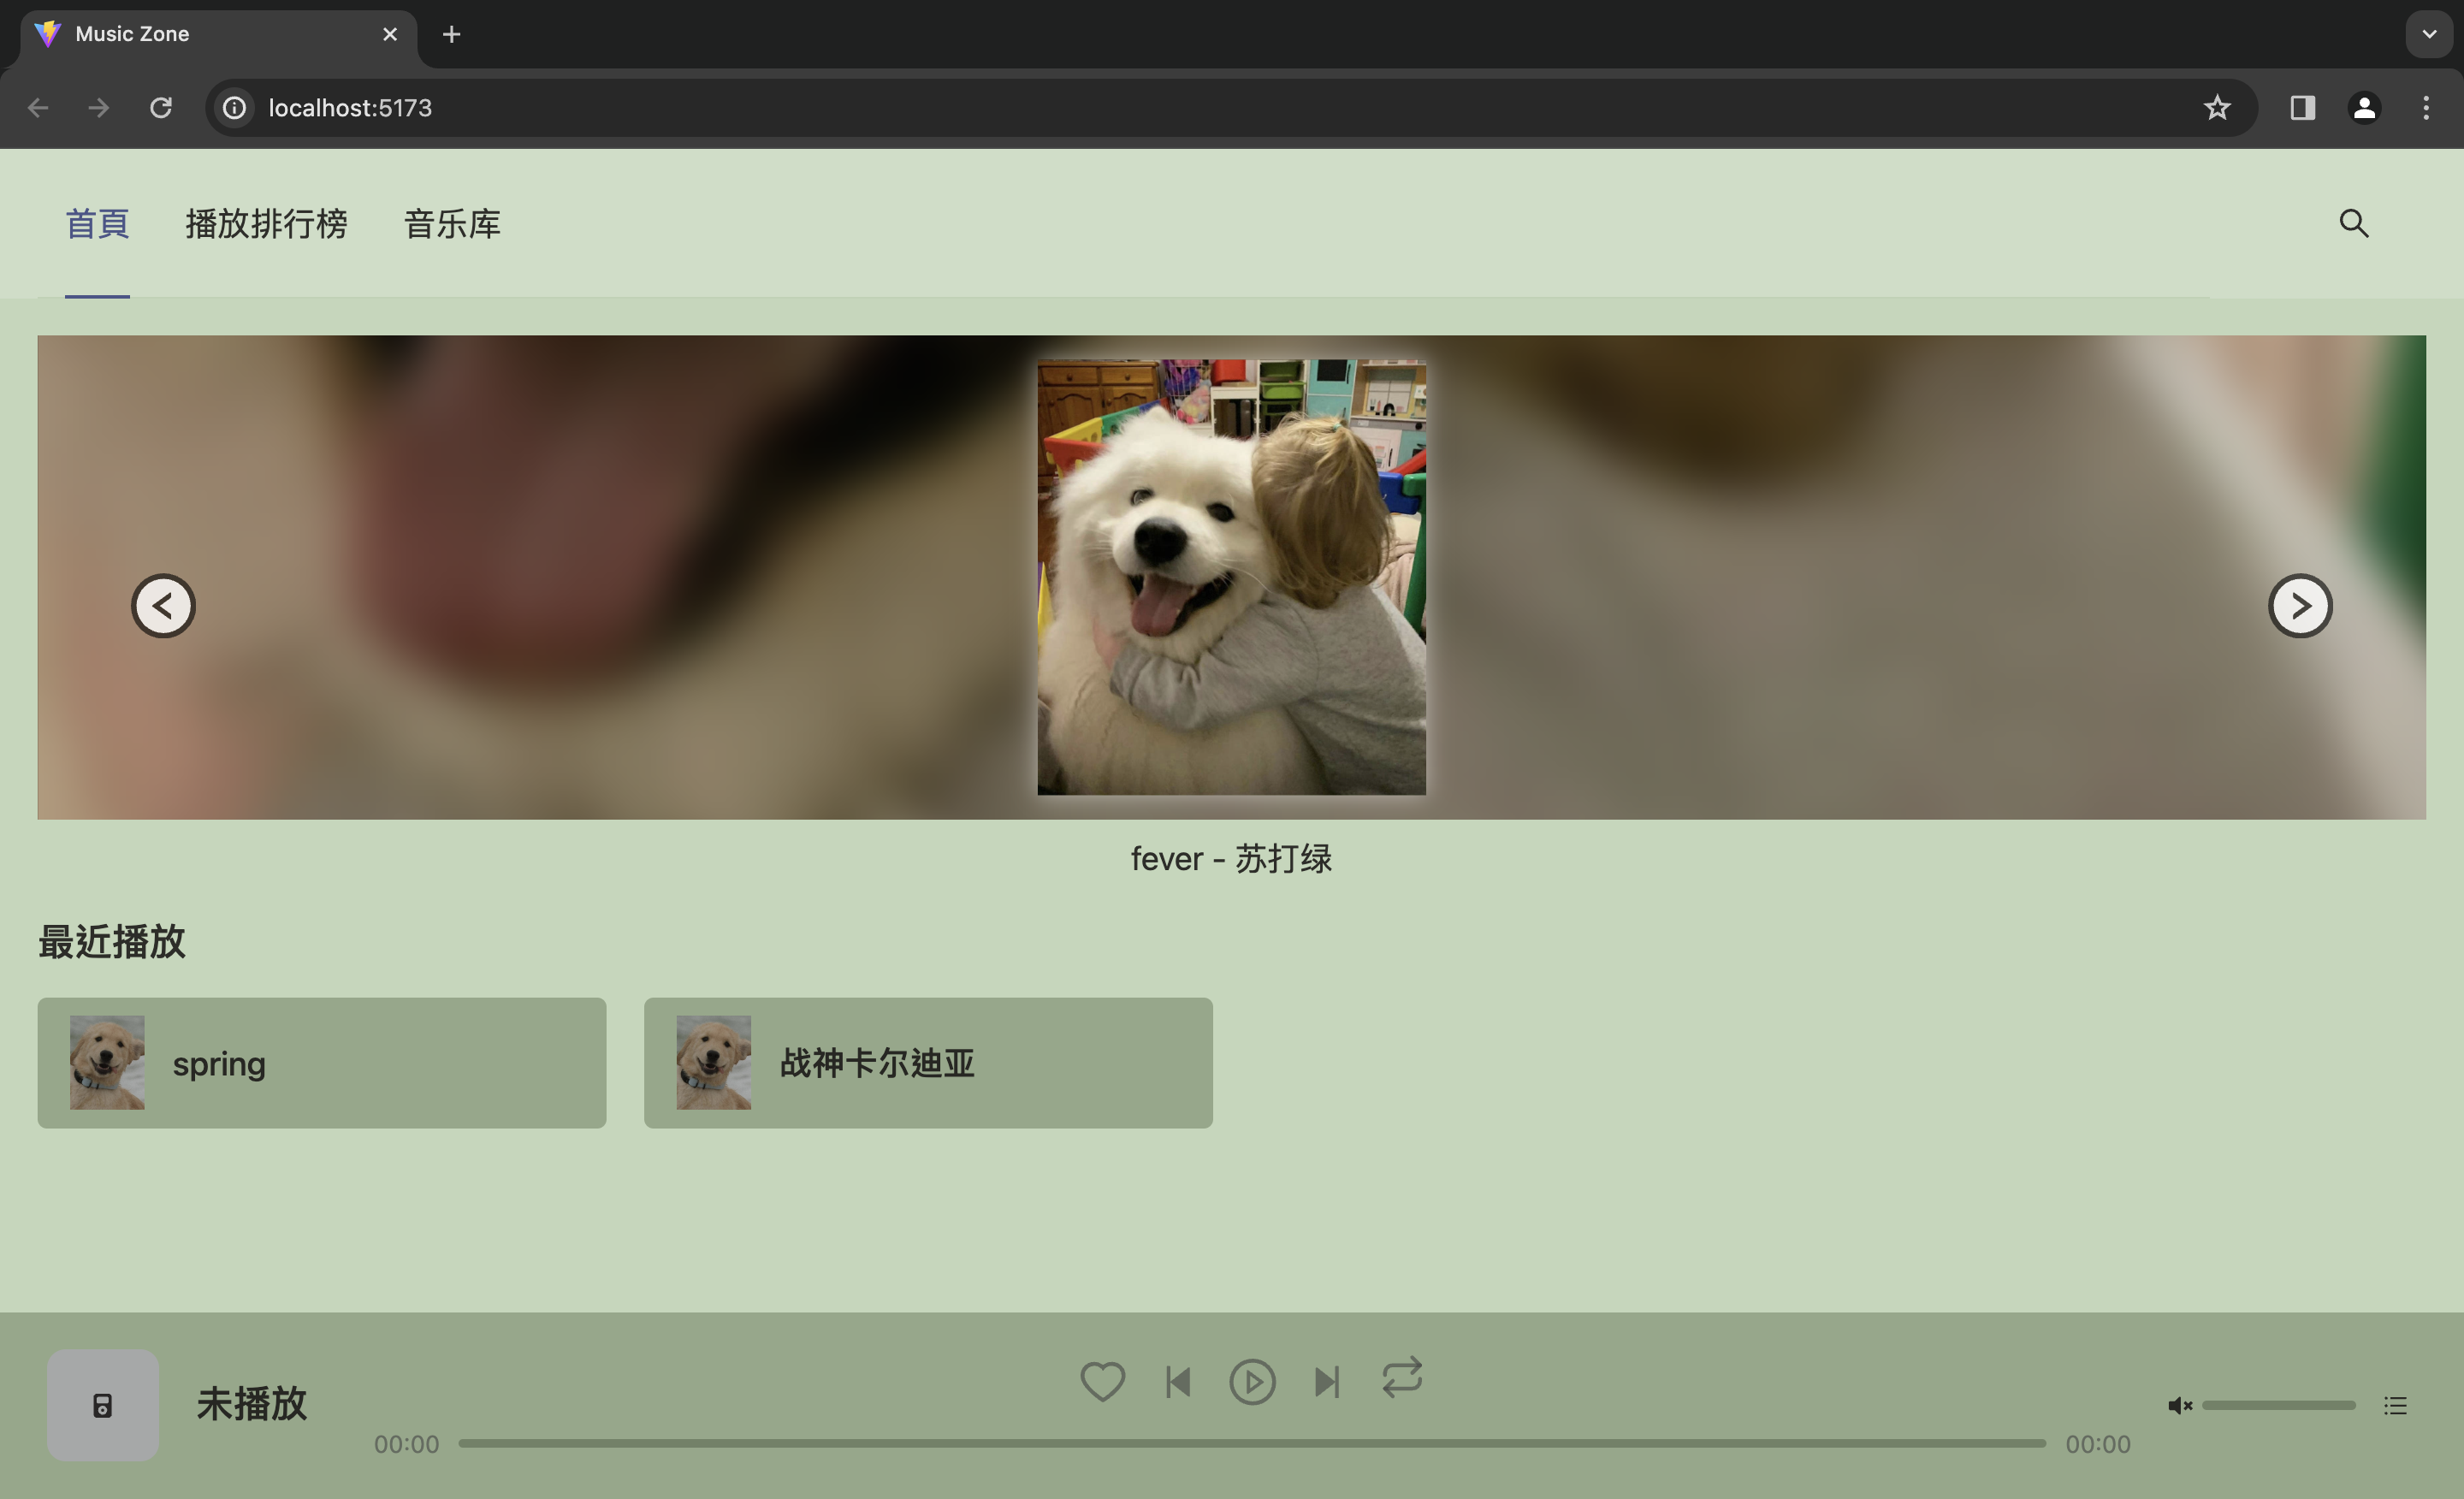 Music Zone
localhost:5173
首頁 播放排行榜 音乐库
fever - 苏打绿
最近播放
spring 战神卡尔迪亚
未播放
00:00 00:00